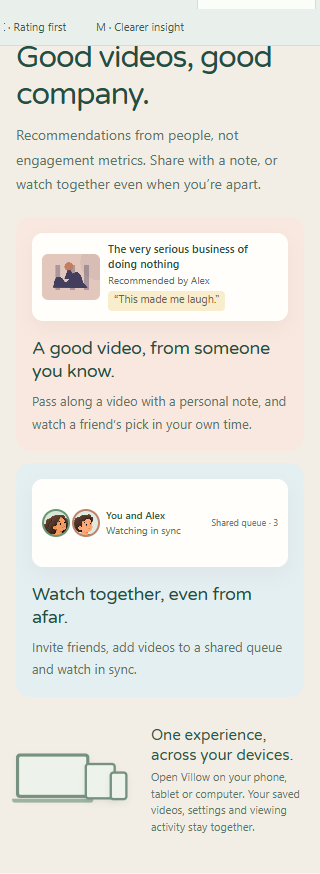 · Rating first
M · Clearer insight
Good videos, good
company.
Recommendations from people, not
engagement metrics. Share with a note, or
watch together even when you’re apart.
The very serious business of
doing nothing
Recommended by Alex
“This made me laugh.”
A good video, from someone
you know.
Pass along a video with a personal note, and
watch a friend’s pick in your own time.
You and Alex
Watching in sync
Shared queue · 3
Watch together, even from
afar.
Invite friends, add videos to a shared queue
and watch in sync.
One experience,
across your devices.
Open Villow on your phone,
tablet or computer. Your saved
videos, settings and viewing
activity stay together.